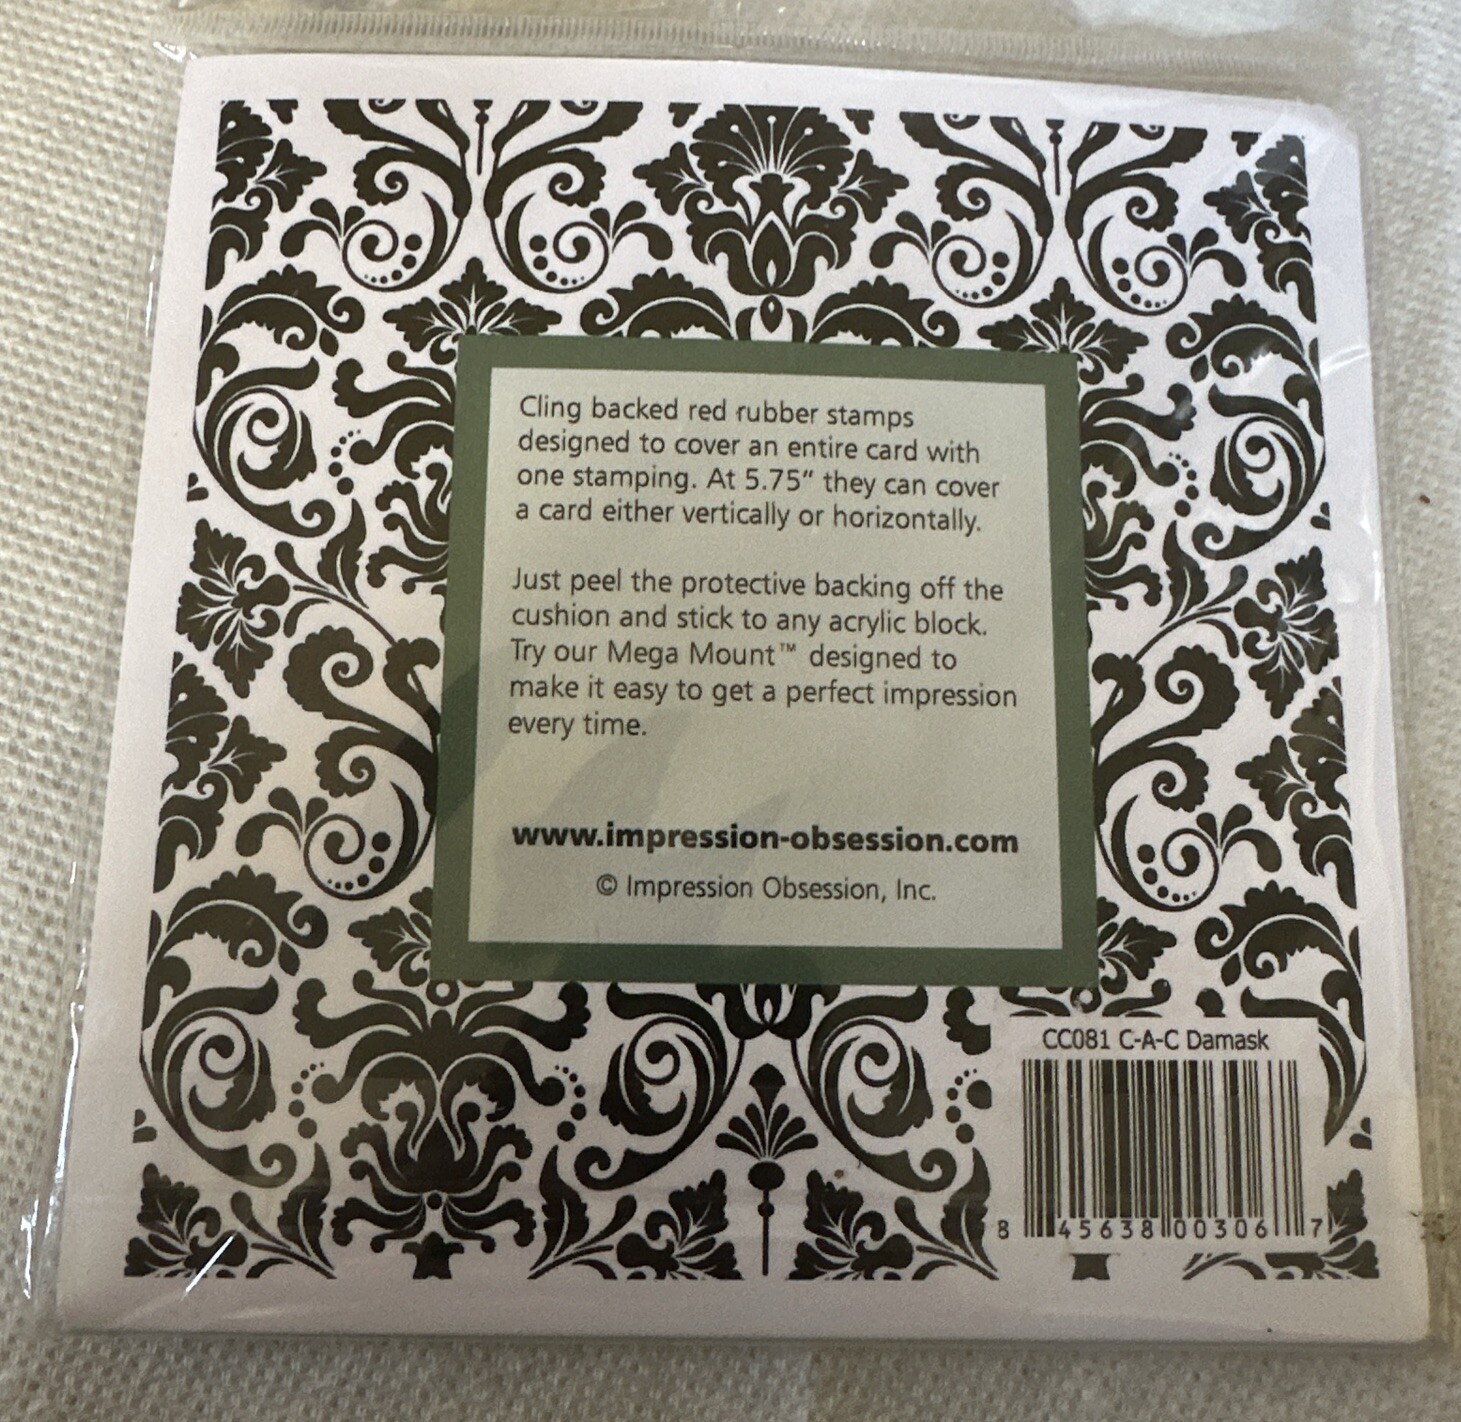 Cling backed red rubber stamps
designed to cover an entire card with
one stamping. At 5.75" they can cover
a card either vertically or horizontally.
Just peel the protective backing off the
cushion and stick to any acrylic block.
Try our Mega Mount™ designed to
make it easy to get a perfect impression
every time.
www.impression-obsession.com
© Impression Obsession, Inc.
CC081 C-A-C Damask
8 45638 00306 7